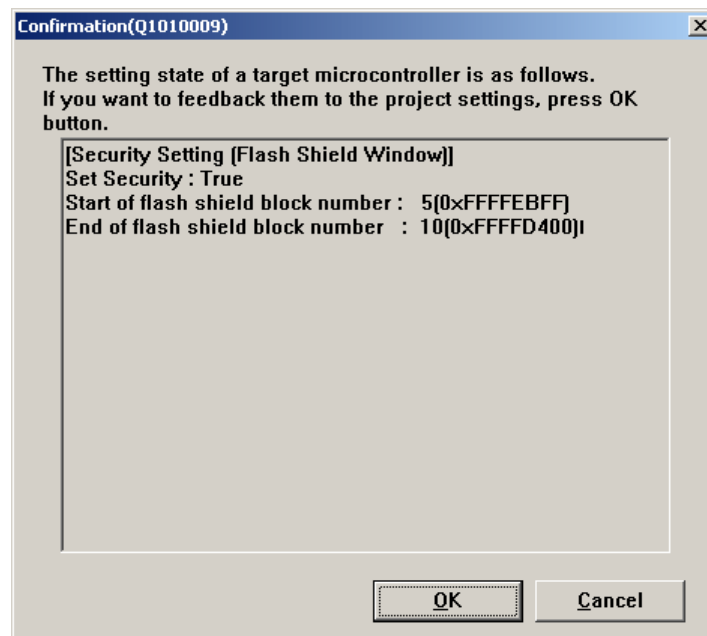 Confirmation(Q1010009)
The setting state of a target microcontroller is as follows.
If you want to feedback them to the project settings, press OK
button.
[Security Setting (Flash Shield Window)]
Set Security : True
Start of flash shield block number :   5(0xFFFFEBFF)
End of flash shield block number   :  10(0xFFFFD400)
OK
Cancel